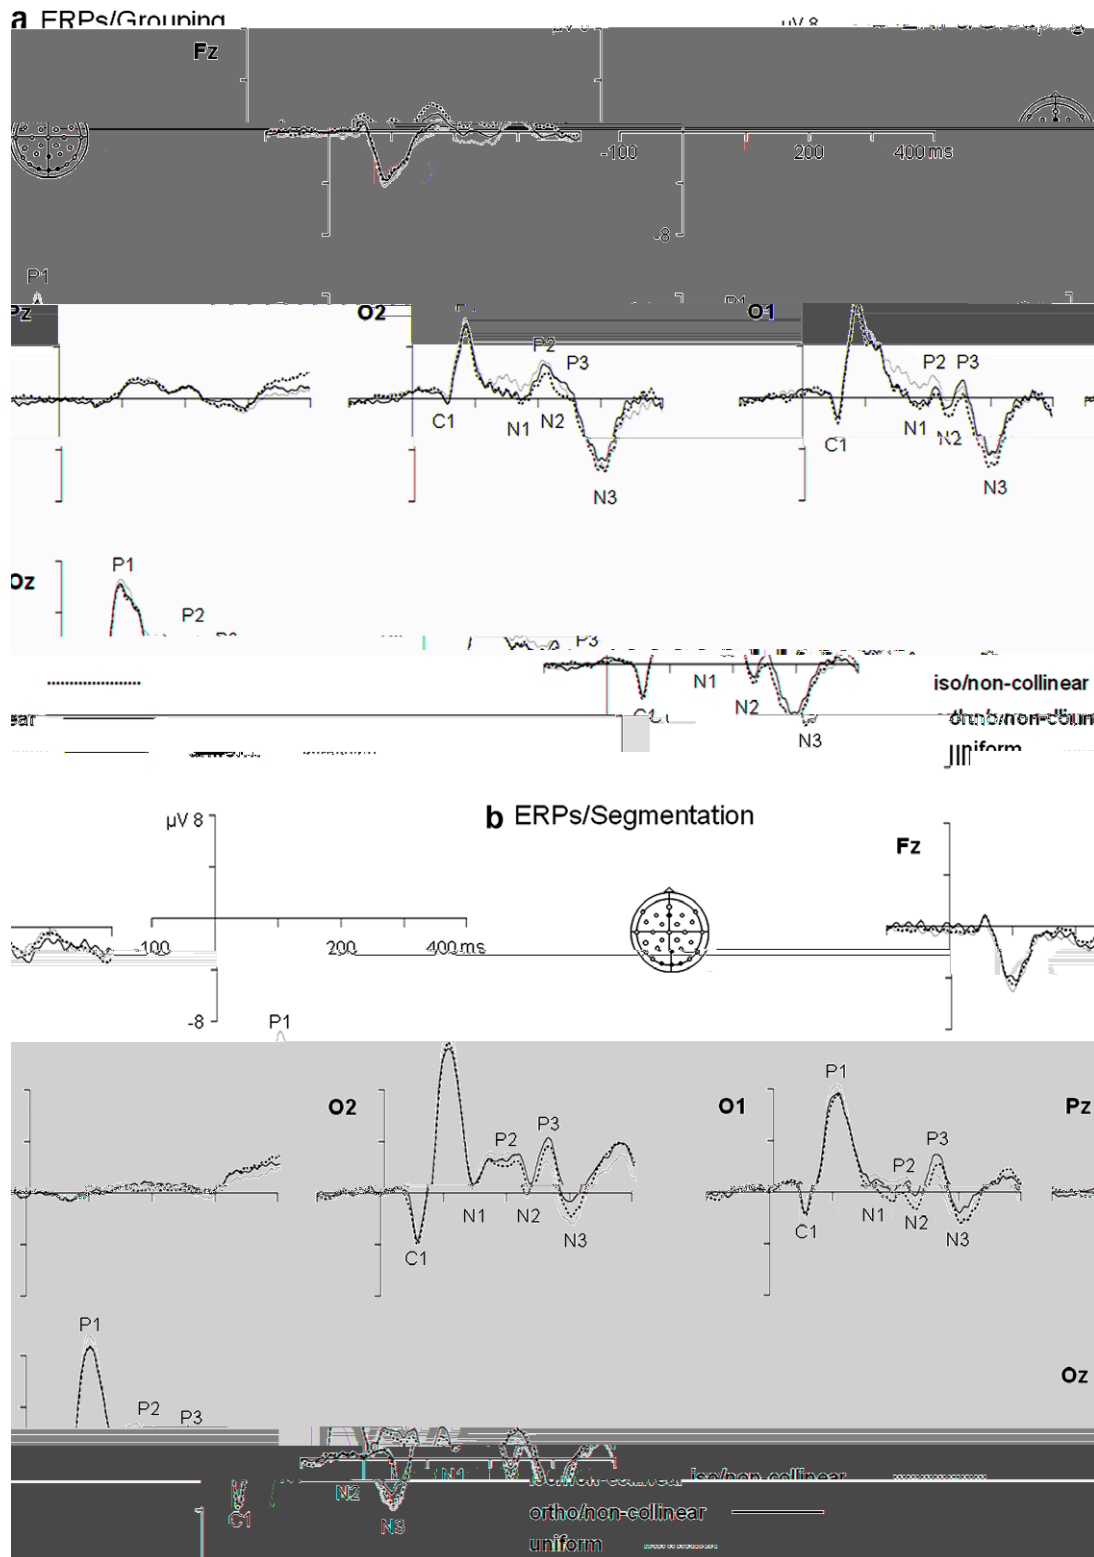 a ERPs/Grouping
µV 8
Fz
-100 200 400 ms
-8
P1
Pz O2 O1
P2 P3 P2 P3
C1 N1 N2 C1 N1 N2
N3 N3
P1
Oz
P2
P3
N1 iso/non-collinear
N2
C1
N3
uniform
b ERPs/Segmentation
µV 8
Fz
-100 200 400 ms
-8 P1
P1
O2 O1 Pz
P2 P3 P2 P3
N1 N2 N1 N2
C1 N3 C1 N3
P1
Oz
P2 P3
N1 iso/non-collinear
N2
C1 N3 ortho/non-collinear
uniform